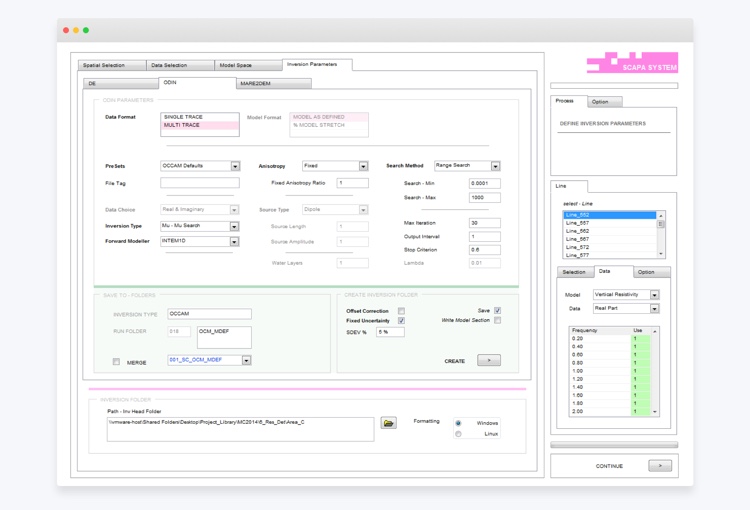 Spatial Selection
Data Selection
Model Space
Inversion Parameters
SCAPA SYSTEM
DE
ODIN
MARE2DEM
ODIN PARAMETERS
Data Format
SINGLE TRACE
MULTI TRACE
Model Format
MODEL AS DEFINED
% MODEL STRETCH
PreSets
OCCAM Defaults
Anisotropy
Fixed
Search Method
Range Search
File Tag
Fixed Anisotropy Ratio
1
Search - Min
0.0001
Search - Max
1000
Data Choice
Real & Imaginary
Source Type
Dipole
Inversion Type
Mu - Mu Search
Source Length
1
Max Iteration
30
Forward Modeller
INTEM1D
Source Amplitude
1
Output Interval
1
Stop Criterion
0.6
Water Layers
1
Lambda
0.01
SAVE TO - FOLDERS
INVERSION TYPE
OCCAM
RUN FOLDER
018
OCM_MDEF
MERGE
001_SC_OCM_MDEF
CREATE INVERSION FOLDER
Offset Correction
Save
Fixed Uncertainty
Write Model Section
SDEV %
5 %
CREATE
>
INVERSION FOLDER
Path - Inv Head Folder
\\vmware-host\Shared Folders\Desktop\Project_Library\MC2014\6_Res_Def\Area_C
Formatting
Windows
Linux
Process
Option
DEFINE INVERSION PARAMETERS
Line
select - Line
Line_552
Line_557
Line_562
Line_567
Line_572
Line_577
Selection
Data
Option
Model
Vertical Resistivity
Data
Real Part
Frequency
Use
0.20
1
0.40
1
0.60
1
0.80
1
1.00
1
1.20
1
1.40
1
1.60
1
1.80
1
2.00
1
CONTINUE
>